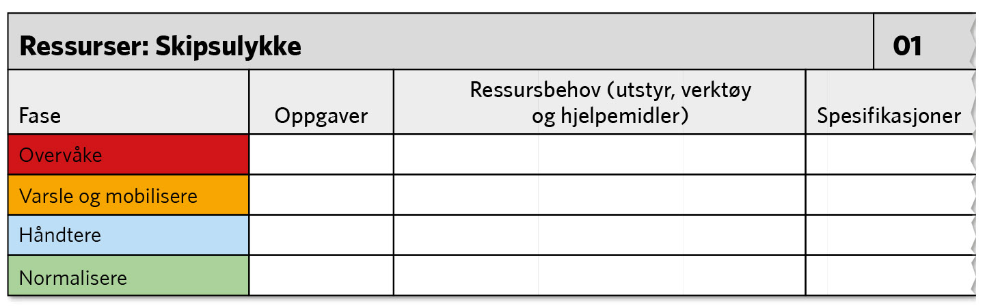 Ressurser: Skipsulykke 01
Fase Oppgaver Ressursbehov (utstyr, verktøy
og hjelpemidler) Spesifikasjoner
Overvåke
Varsle og mobilisere
Håndtere
Normalisere